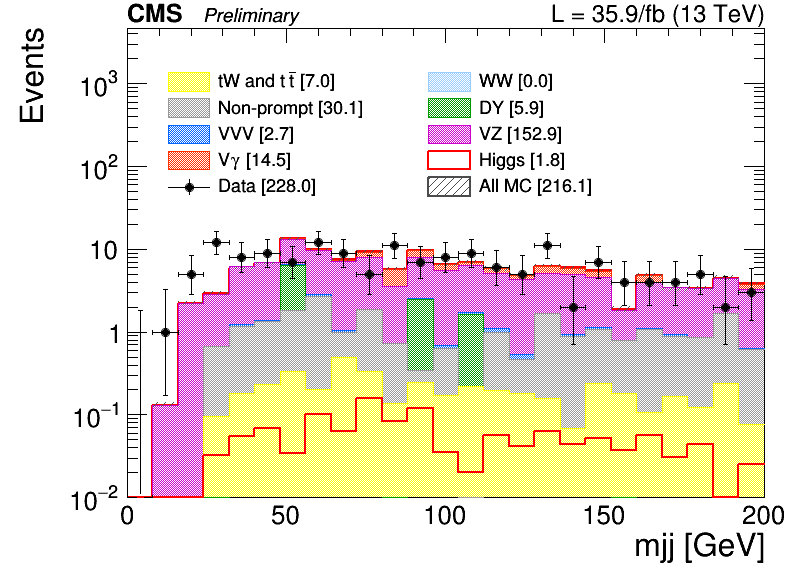 CMS Preliminary L = 35.9/fb (13 TeV)
Events
10³
10²
10
1
10⁻¹
10⁻²
tW and t t̅ [7.0] WW [0.0]
Non-prompt [30.1] DY [5.9]
VVV [2.7] VZ [152.9]
Vγ [14.5] Higgs [1.8]
Data [228.0] All MC [216.1]
0 50 100 150 200
mjj [GeV]